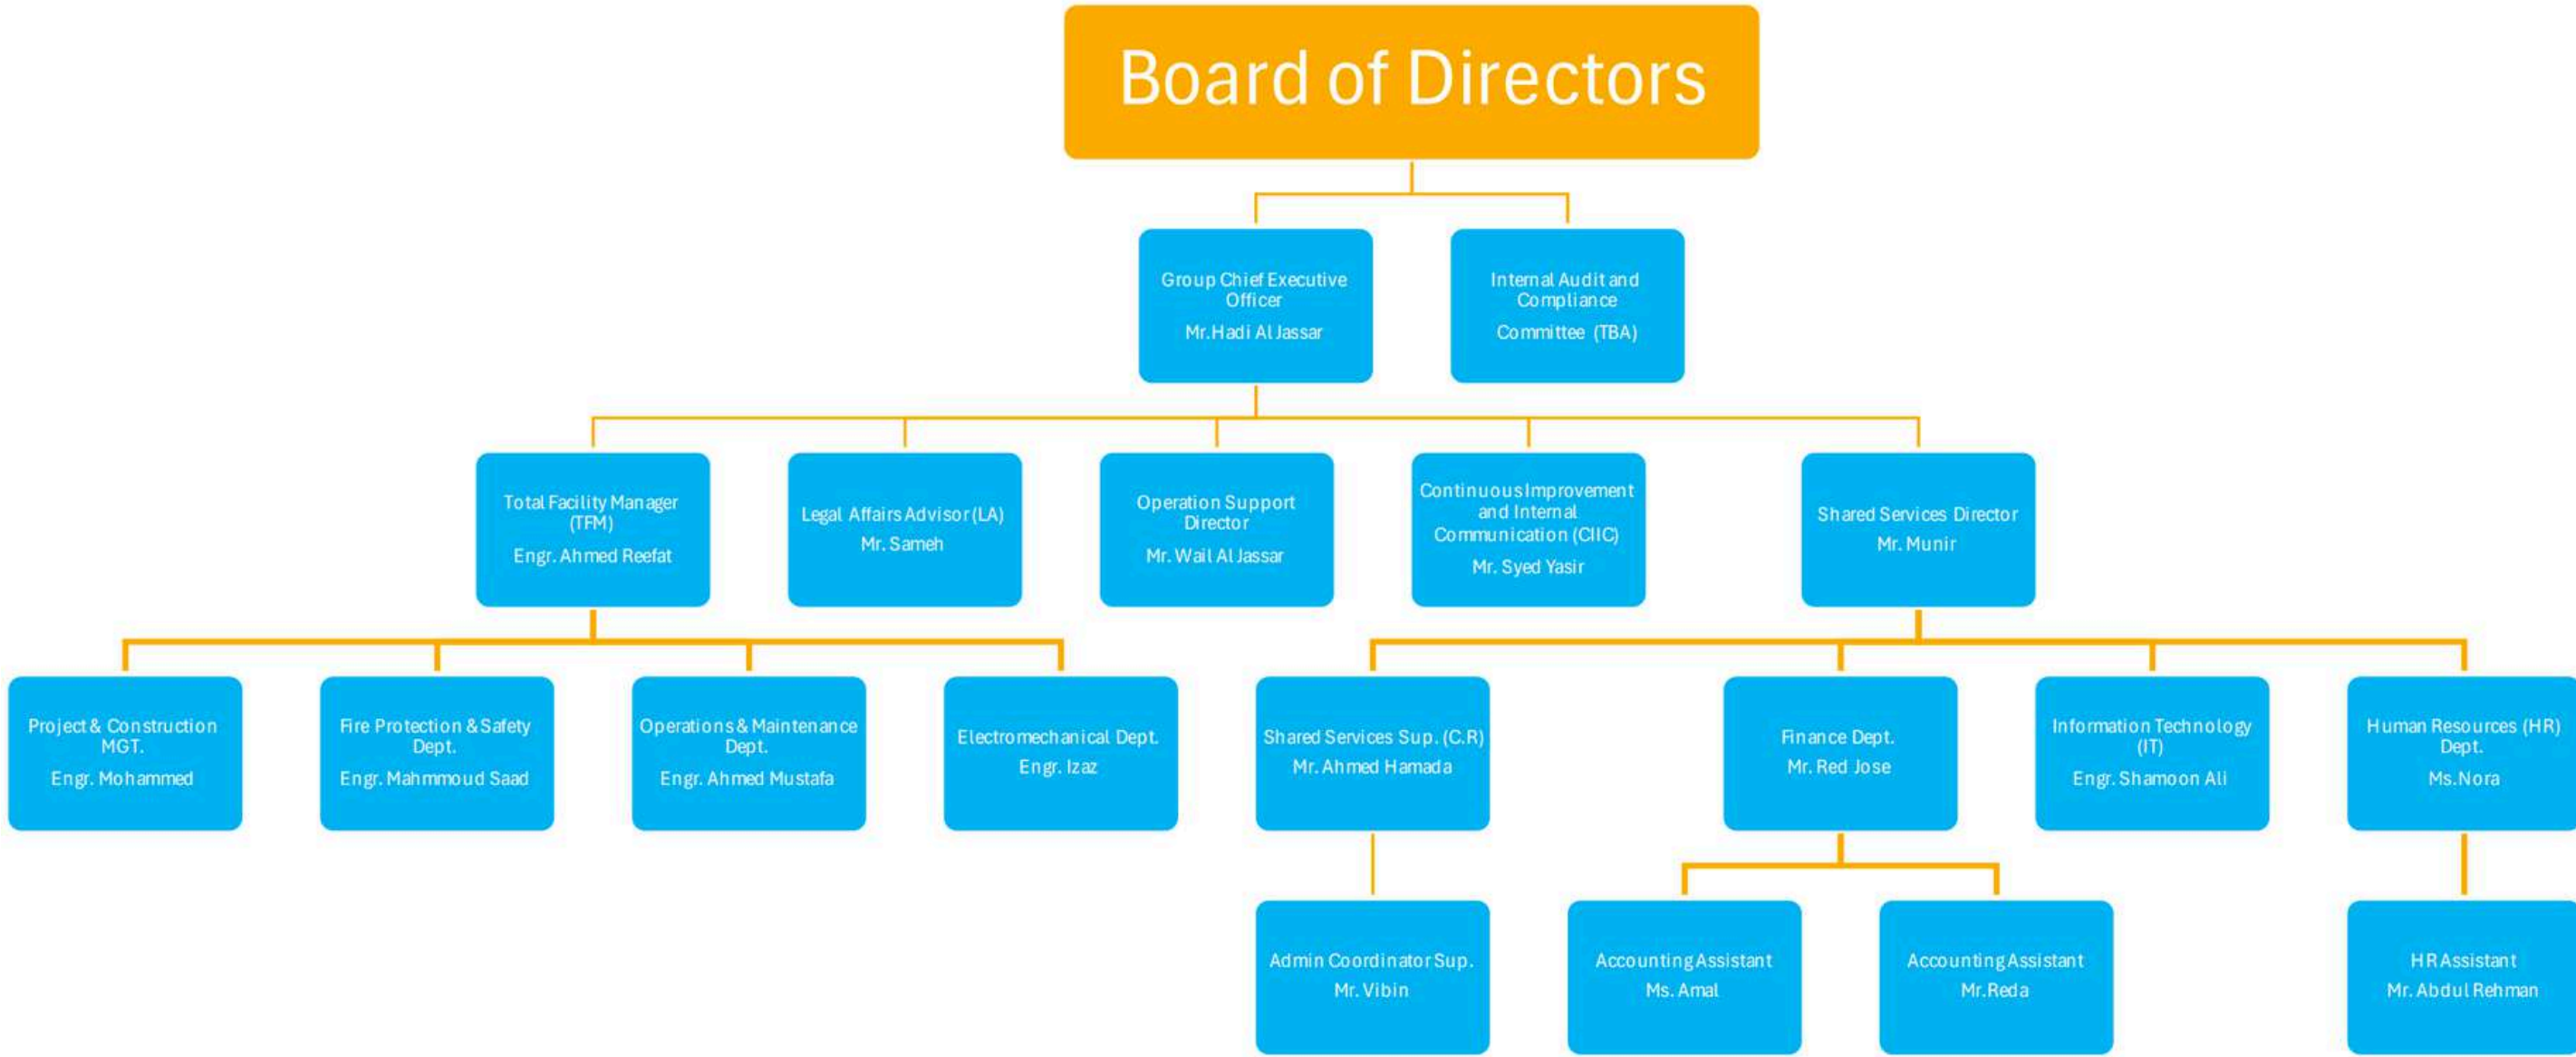 Board of Directors
Group Chief Executive
Officer
Mr.Hadi Al Jassar
Internal Audit and
Compliance
Committee (TBA)
Total Facility Manager
(TFM)
Engr. Ahmed Reefat
Legal Affairs Advisor (LA)
Mr. Sameh
Operation Support
Director
Mr. Wail Al Jassar
Continuous Improvement
and Internal
Communication (CIIC)
Mr. Syed Yasir
Shared Services Director
Mr. Munir
Project & Construction
MGT.
Engr. Mohammed
Fire Protection & Safety
Dept.
Engr. Mahmmoud Saad
Operations & Maintenance
Dept.
Engr. Ahmed Mustafa
Electromechanical Dept.
Engr. Izaz
Shared Services Sup. (C.R)
Mr. Ahmed Hamada
Finance Dept.
Mr. Red Jose
Information Technology
(IT)
Engr. Shamoon Ali
Human Resources (HR)
Dept.
Ms.Nora
Admin Coordinator Sup.
Mr. Vibin
Accounting Assistant
Ms. Amal
Accounting Assistant
Mr.Reda
HR Assistant
Mr. Abdul Rehman